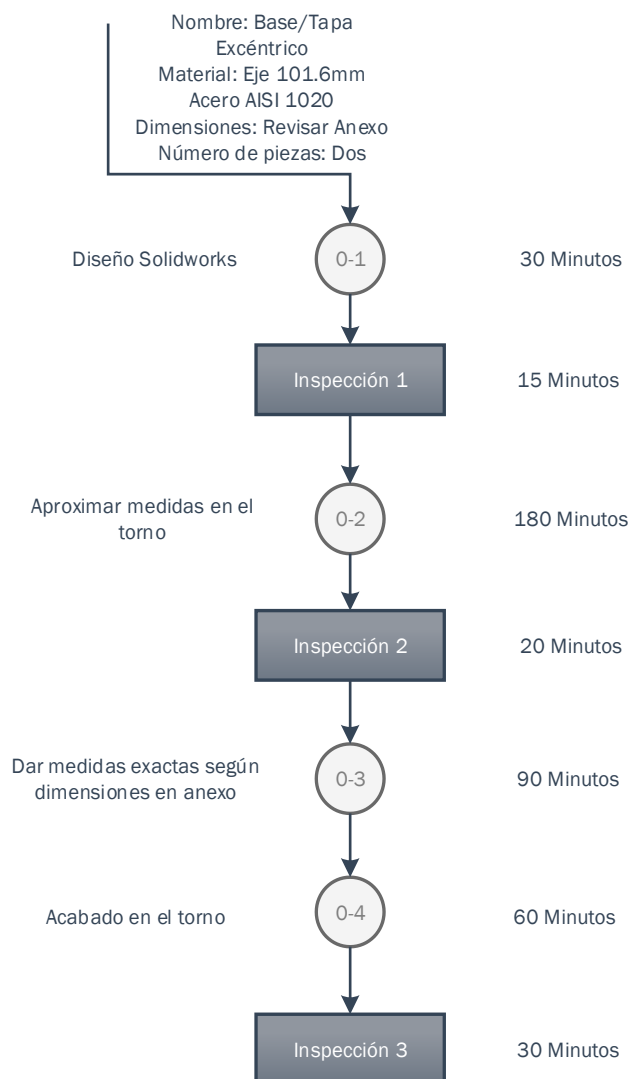 Nombre: Base/Tapa
Excéntrico
Material: Eje 101.6mm
Acero AISI 1020
Dimensiones: Revisar Anexo
Número de piezas: Dos
Diseño Solidworks
0-1
30 Minutos
Inspección 1
15 Minutos
Aproximar medidas en el
torno
0-2
180 Minutos
Inspección 2
20 Minutos
Dar medidas exactas según
dimensiones en anexo
0-3
90 Minutos
Acabado en el torno
0-4
60 Minutos
Inspección 3
30 Minutos